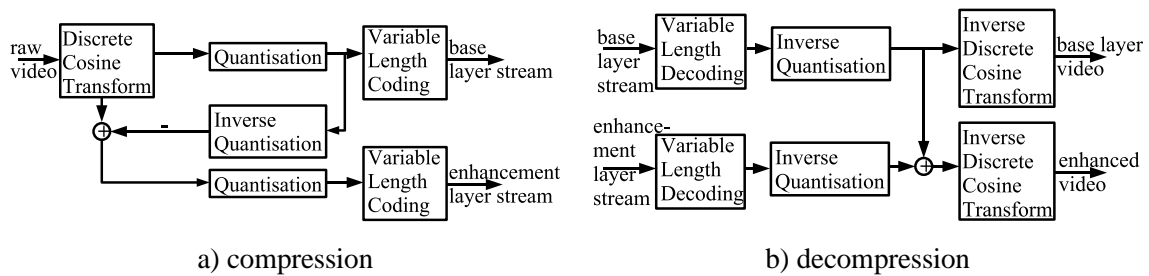 raw
video
Discrete
Cosine
Transform
Quantisation
Variable
Length
Coding
base
layer stream
+
-
Inverse
Quantisation
Quantisation
Variable
Length
Coding
enhancement
layer stream
a) compression
base
layer
stream
Variable
Length
Decoding
Inverse
Quantisation
Inverse
Discrete
Cosine
Transform
base layer
video
enhance-
ment
layer
stream
Variable
Length
Decoding
Inverse
Quantisation
+
Inverse
Discrete
Cosine
Transform
enhanced
video
b) decompression